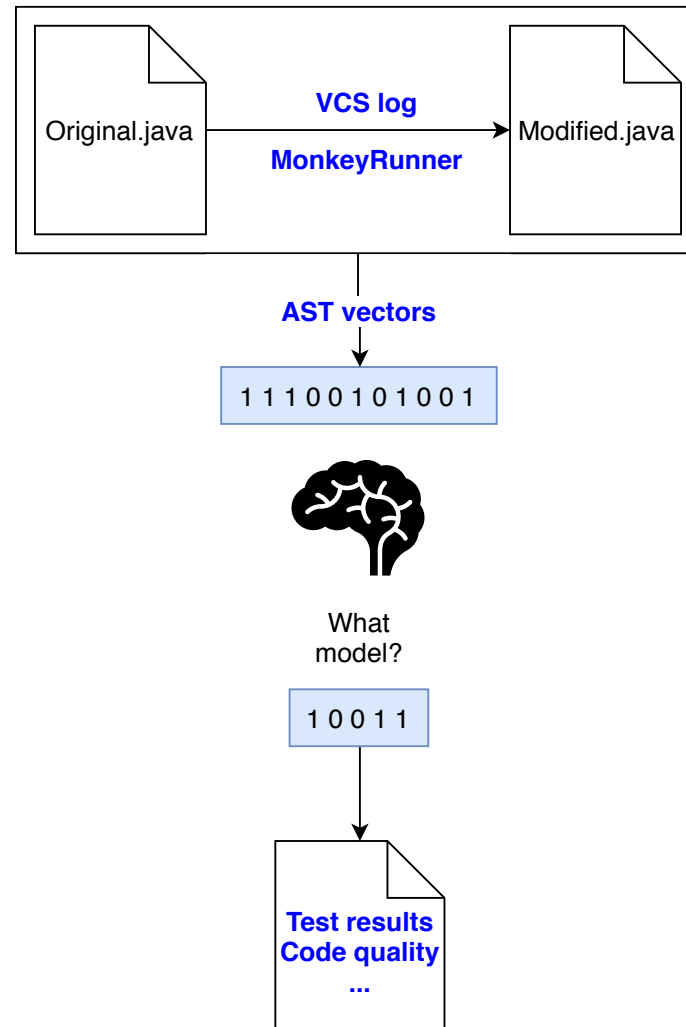 VCS log
Original.java
Modified.java
MonkeyRunner
AST vectors
1 1 1 0 0 1 0 1 0 0 1
What
model?
1 0 0 1 1
Test results
Code quality
...